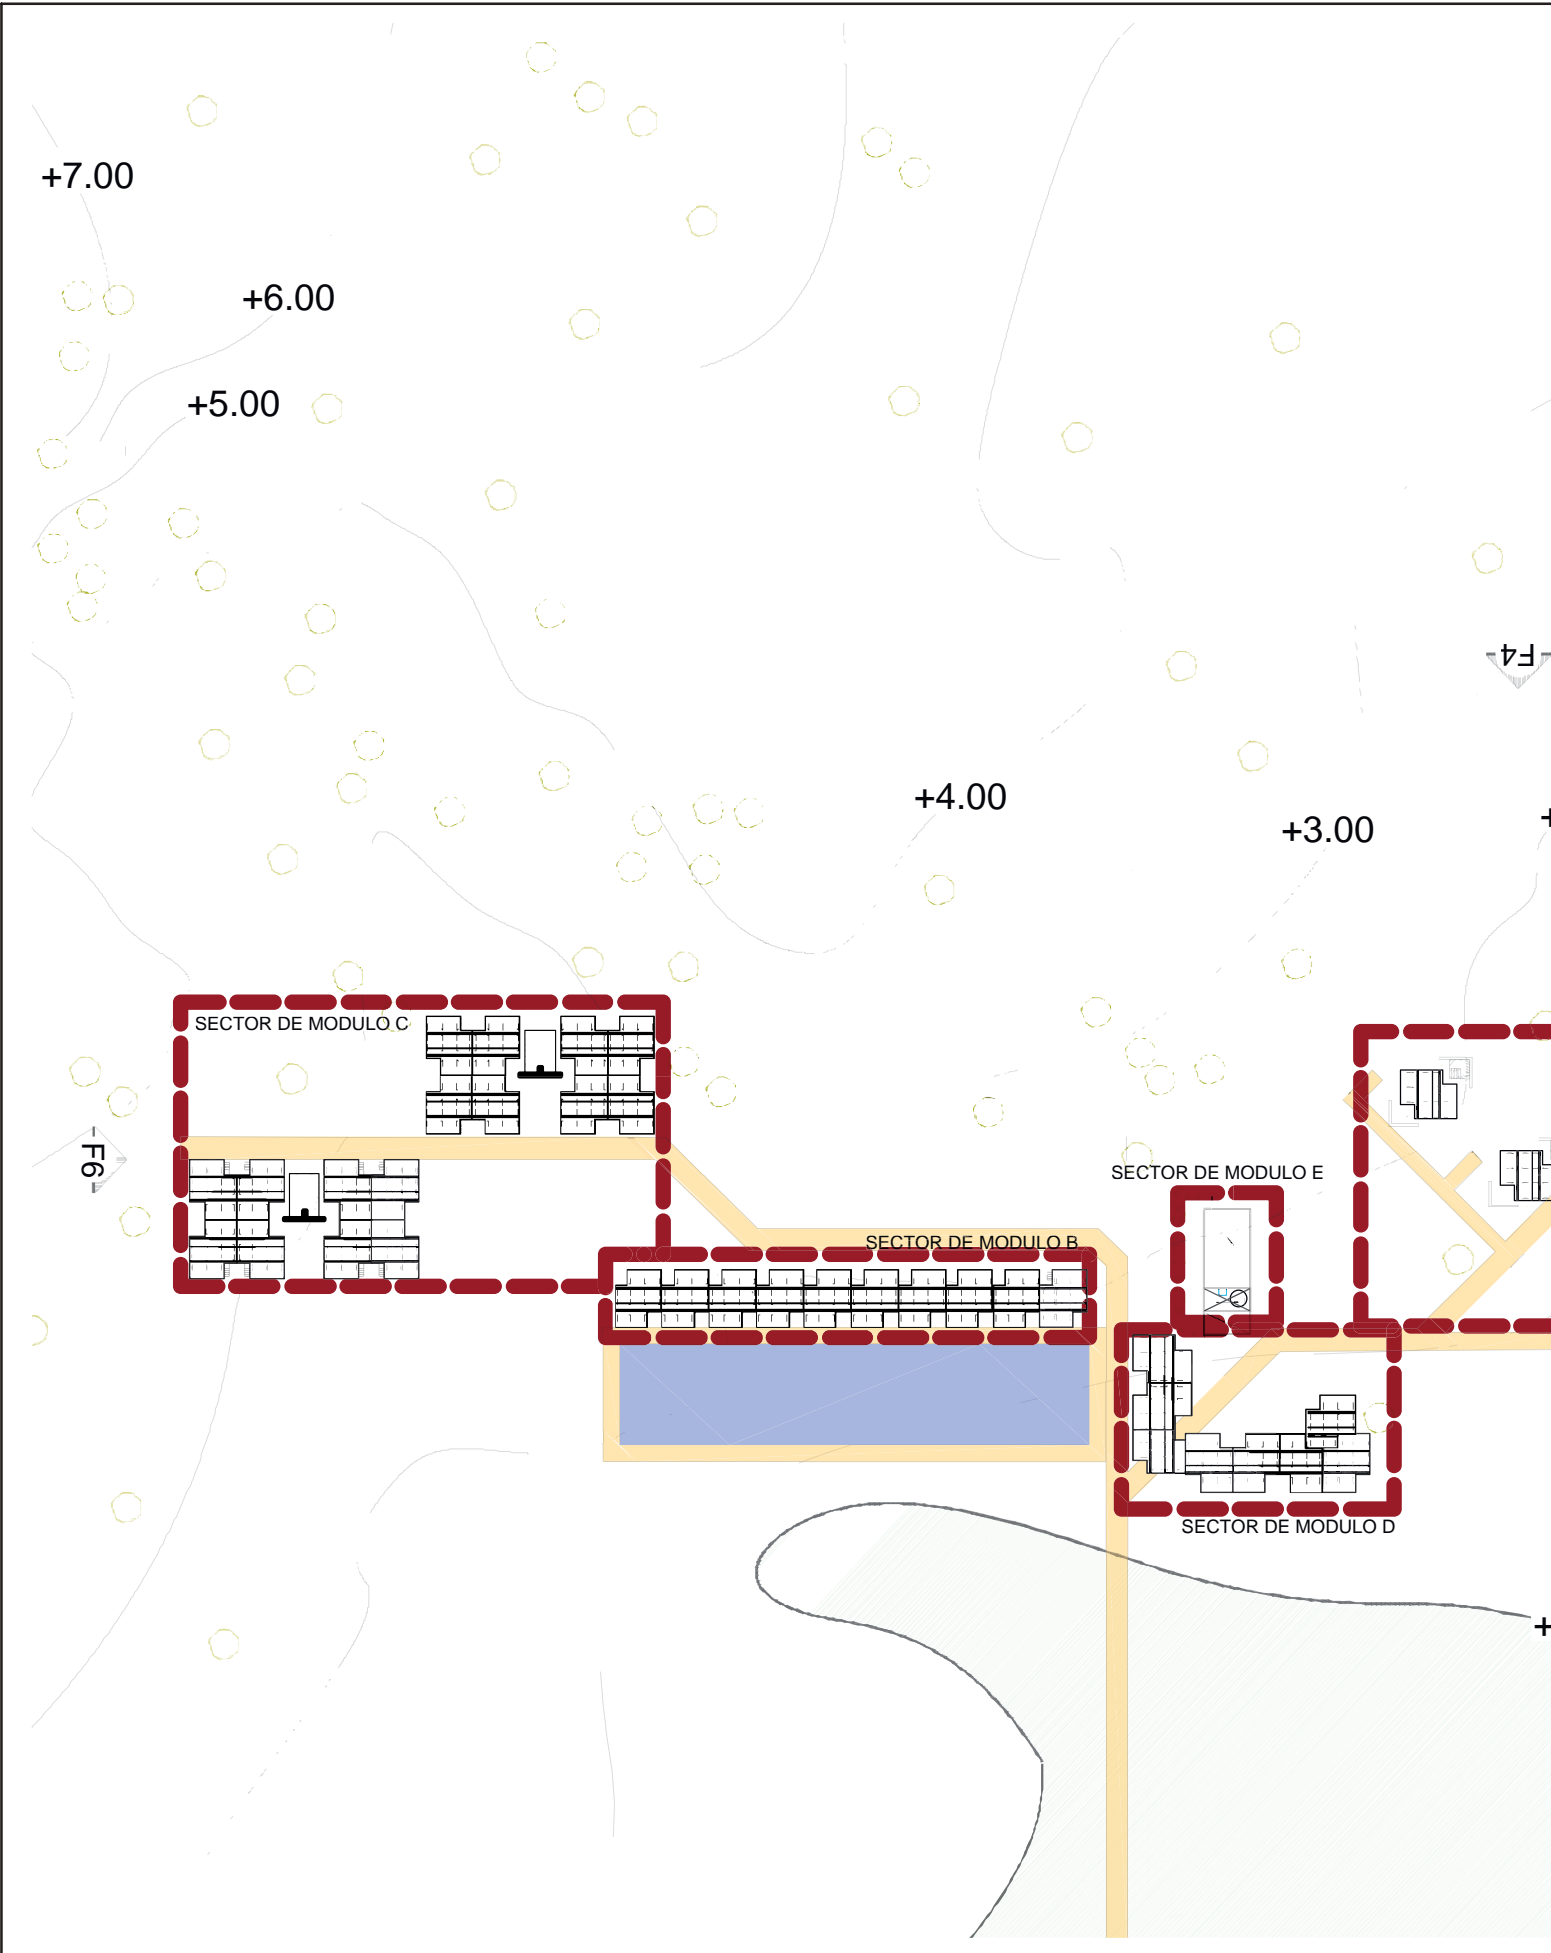 +7.00
+6.00
+5.00
F4
+4.00
+3.00
+
SECTOR DE MODULO C
F6
SECTOR DE MODULO E
SECTOR DE MODULO B
SECTOR DE MODULO D
+